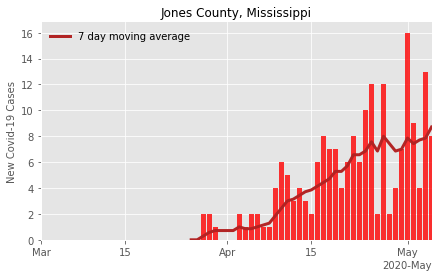 Jones County, Mississippi
7 day moving average
New Covid-19 Cases
16
14
12
10
8
6
4
2
0
Mar 15 Apr 15 May
2020-May